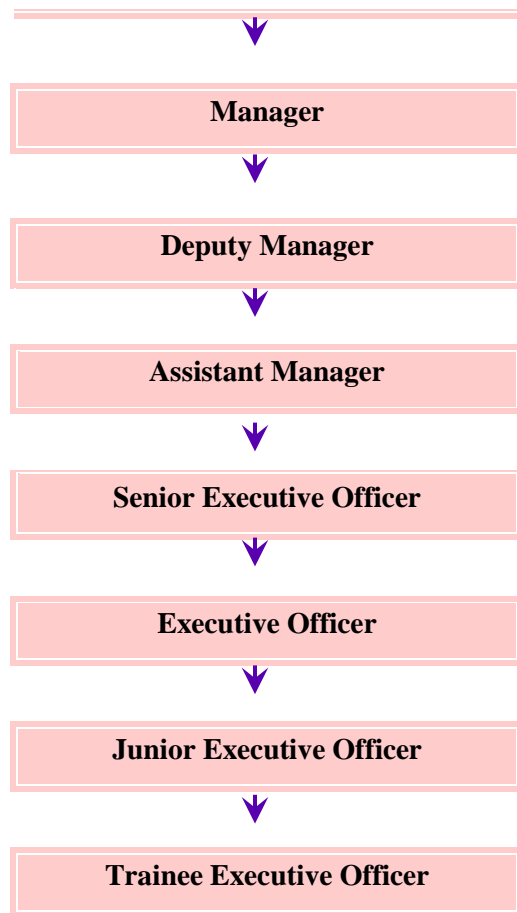 Manager
Deputy Manager
Assistant Manager
Senior Executive Officer
Executive Officer
Junior Executive Officer
Trainee Executive Officer